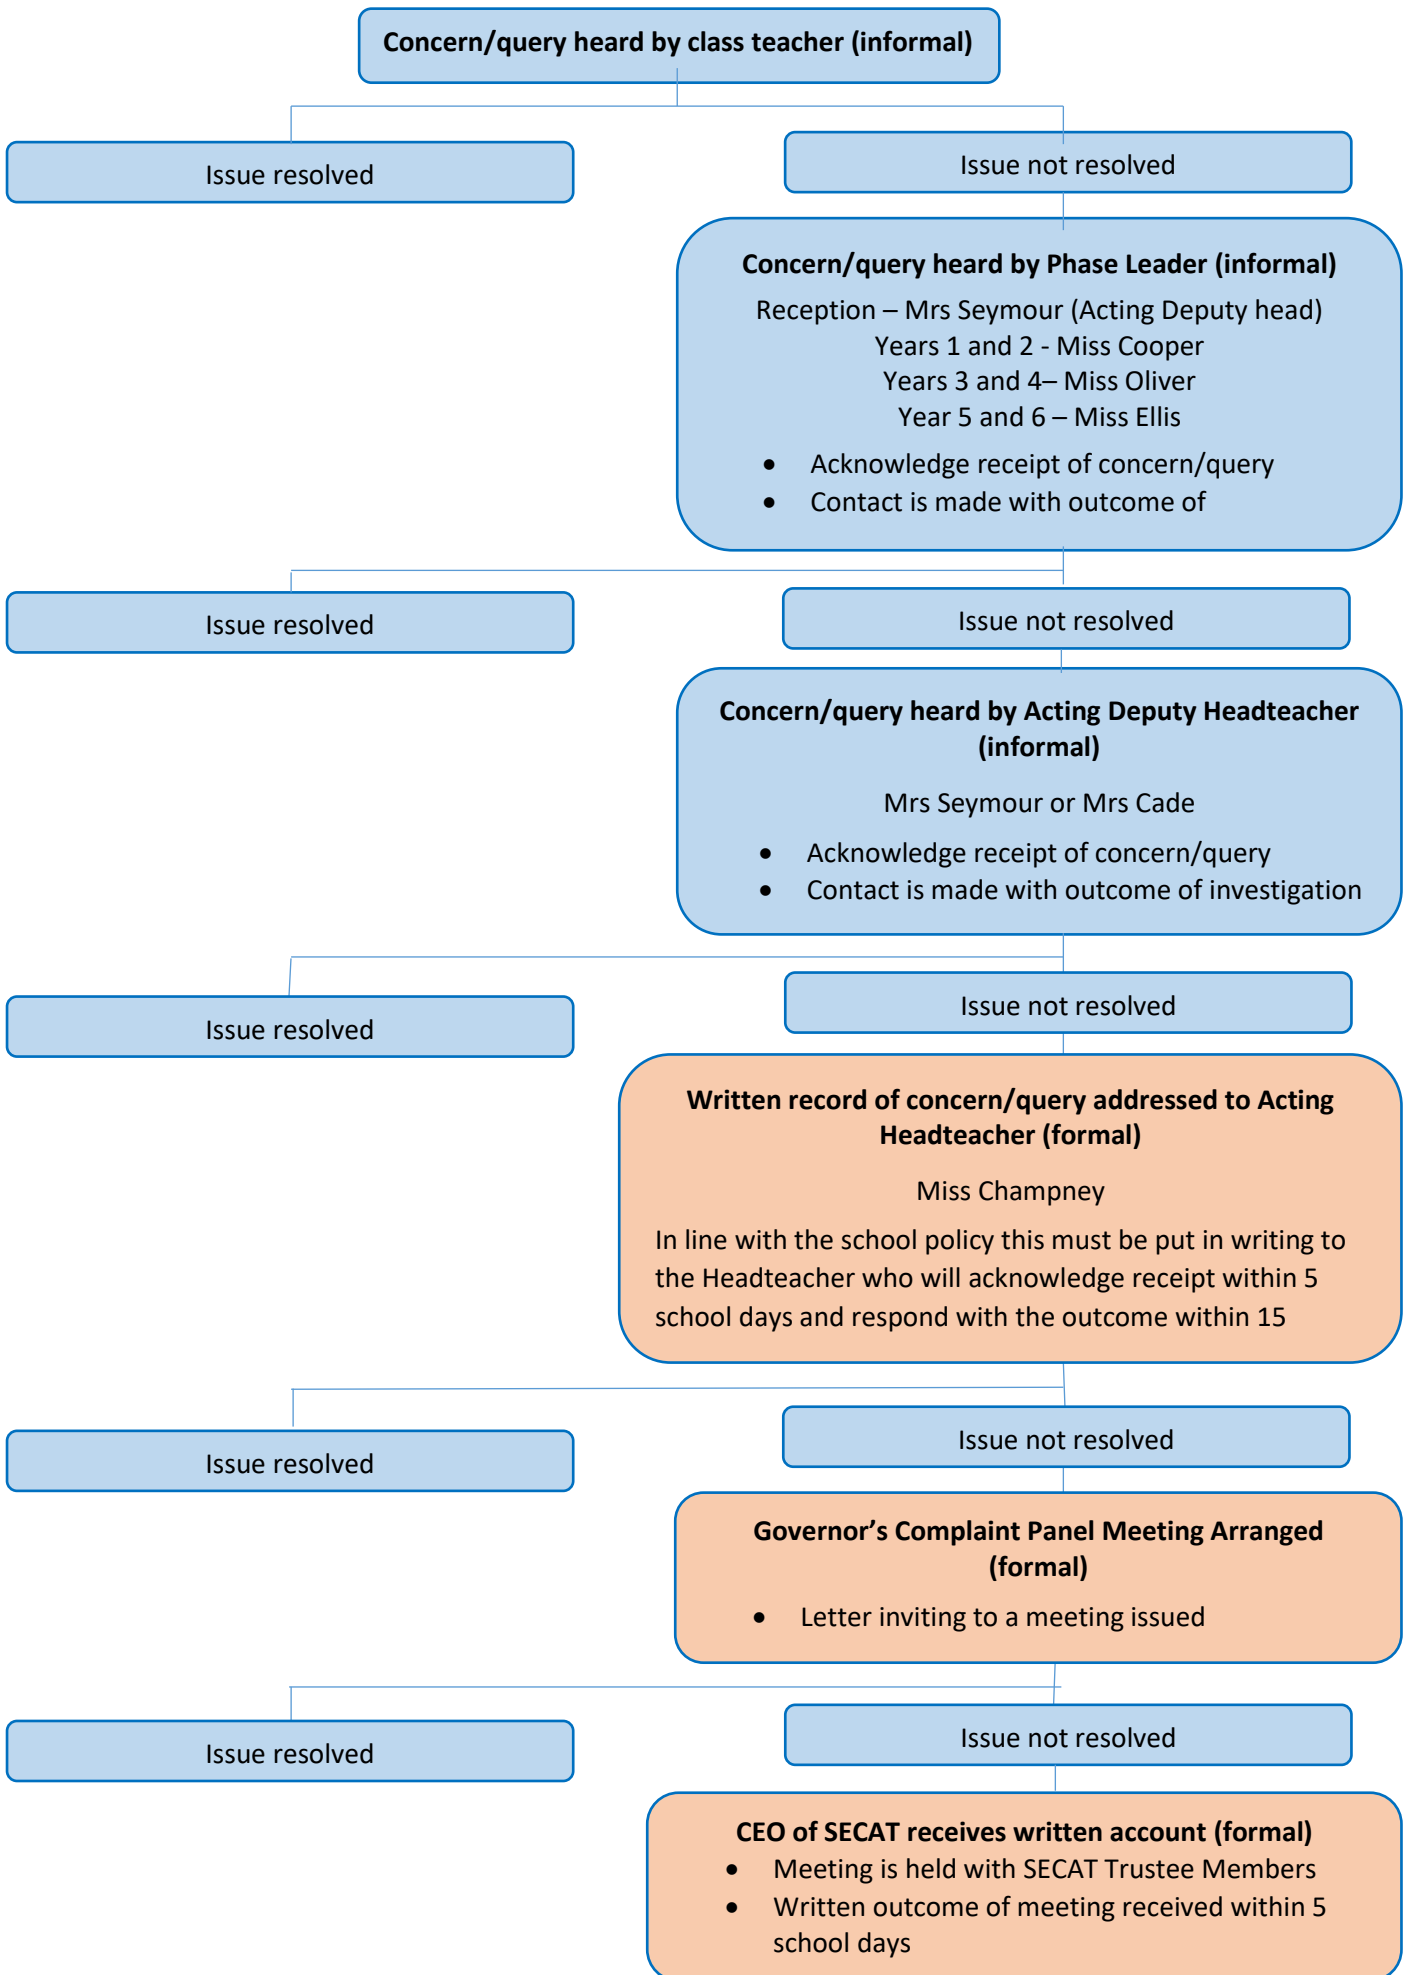 Concern/query heard by class teacher (informal)
Issue resolved
Issue not resolved
Concern/query heard by Phase Leader (informal)
Reception – Mrs Seymour (Acting Deputy head)
Years 1 and 2 - Miss Cooper
Years 3 and 4– Miss Oliver
Year 5 and 6 – Miss Ellis
• Acknowledge receipt of concern/query
• Contact is made with outcome of
Issue resolved
Issue not resolved
Concern/query heard by Acting Deputy Headteacher
(informal)
Mrs Seymour or Mrs Cade
• Acknowledge receipt of concern/query
• Contact is made with outcome of investigation
Issue resolved
Issue not resolved
Written record of concern/query addressed to Acting
Headteacher (formal)
Miss Champney
In line with the school policy this must be put in writing to
the Headteacher who will acknowledge receipt within 5
school days and respond with the outcome within 15
Issue resolved
Issue not resolved
Governor’s Complaint Panel Meeting Arranged
(formal)
• Letter inviting to a meeting issued
Issue resolved
Issue not resolved
CEO of SECAT receives written account (formal)
• Meeting is held with SECAT Trustee Members
• Written outcome of meeting received within 5
school days